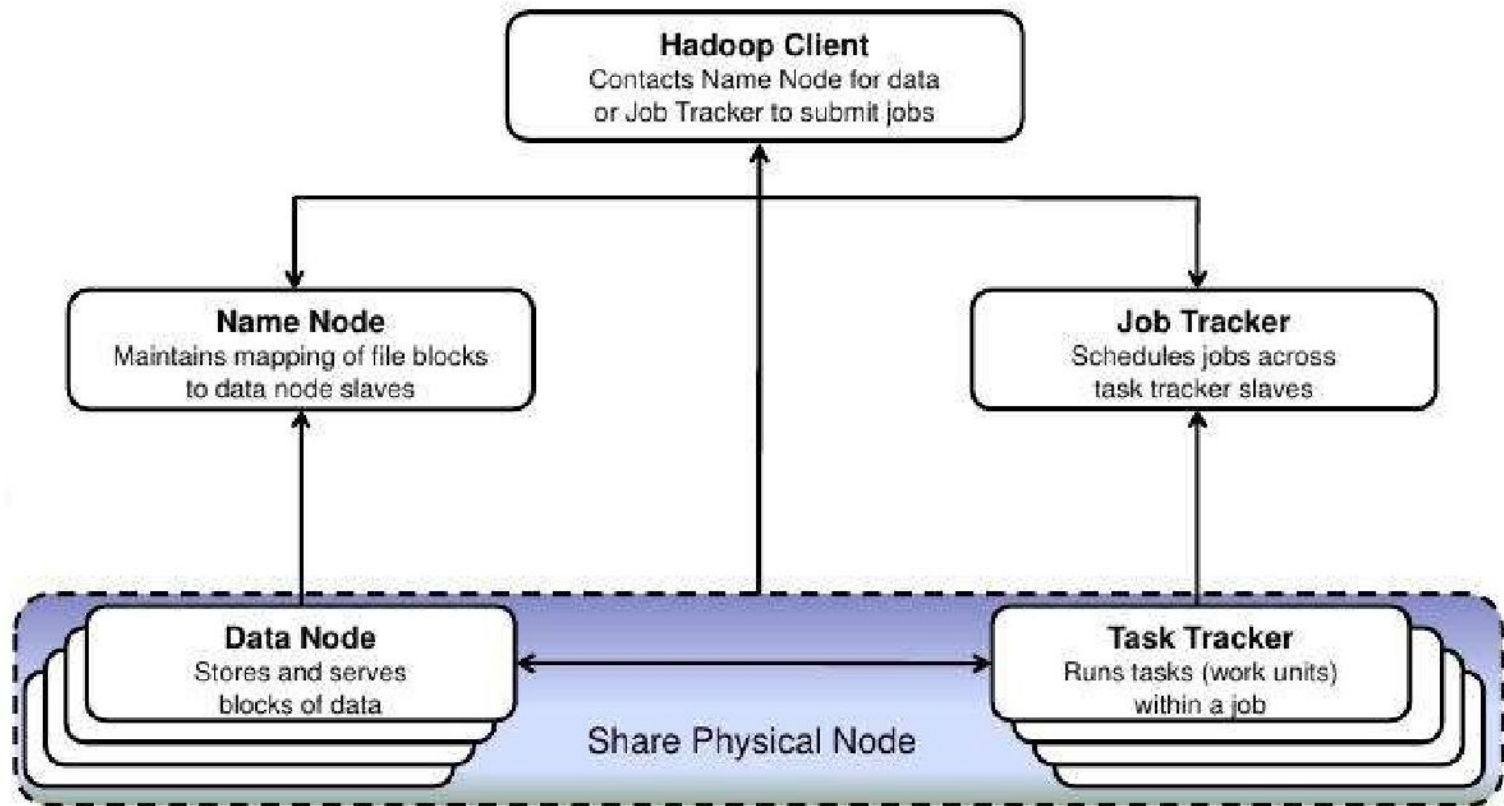 Hadoop Client
Contacts Name Node for data
or Job Tracker to submit jobs
Name Node
Maintains mapping of file blocks
to data node slaves
Job Tracker
Schedules jobs across
task tracker slaves
Data Node
Stores and serves
blocks of data
Task Tracker
Runs tasks (work units)
within a job
Share Physical Node